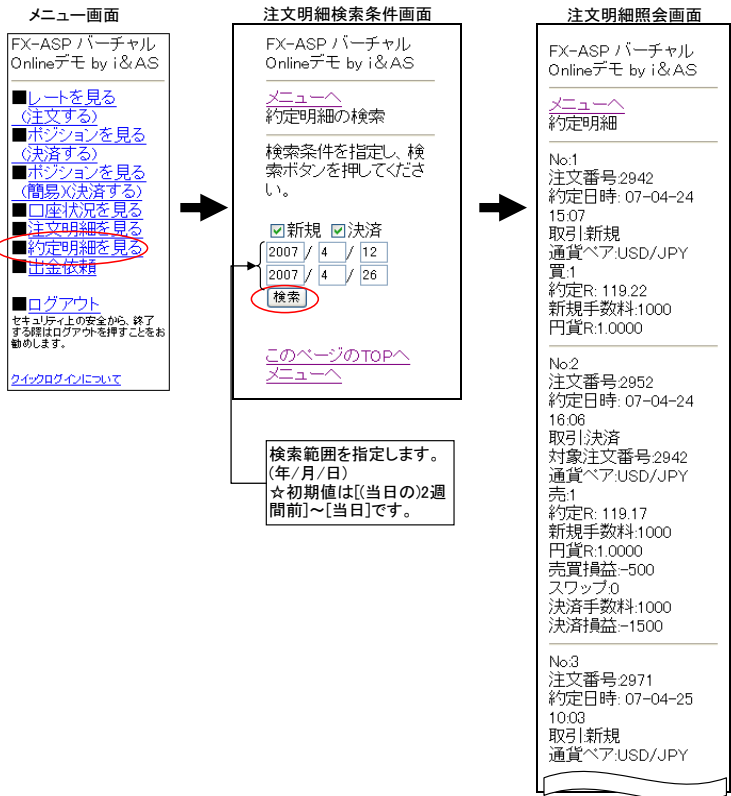 メニュー画面
FX-ASP バーチャル
Onlineデモ by i&AS
■レートを見る
(注文する)
■ポジションを見る
(決済する)
■ポジションを見る
(簡易)(決済する)
■口座状況を見る
■注文明細を見る
■約定明細を見る
■出金依頼
■ログアウト
セキュリティ上の安全から、終了
する際はログアウトを押すことをお
勧めします。
クイックログインについて
注文明細検索条件画面
FX-ASP バーチャル
Onlineデモ by i&AS
メニューへ
約定明細の検索
検索条件を指定し、検
索ボタンを押してくださ
い。
新規 決済
2007 / 4 / 12
2007 / 4 / 26
検索
このページのTOPへ
メニューへ
検索範囲を指定します。
(年/月/日)
☆初期値は[(当日の)2週
間前]～[当日]です。
注文明細照会画面
FX-ASP バーチャル
Onlineデモ by i&AS
メニューへ
約定明細
No:1
注文番号:2942
約定日時: 07-04-24
15:07
取引:新規
通貨ペア:USD/JPY
買:1
約定R: 119.22
新規手数料:1000
円貨R:1.0000
No:2
注文番号:2952
約定日時: 07-04-24
16:06
取引:決済
対象注文番号:2942
通貨ペア:USD/JPY
売:1
約定R: 119.17
新規手数料:1000
円貨R:1.0000
売買損益:-500
スワップ:0
決済手数料:1000
決済損益:-1500
No:3
注文番号:2971
約定日時: 07-04-25
10:03
取引:新規
通貨ペア:USD/JPY